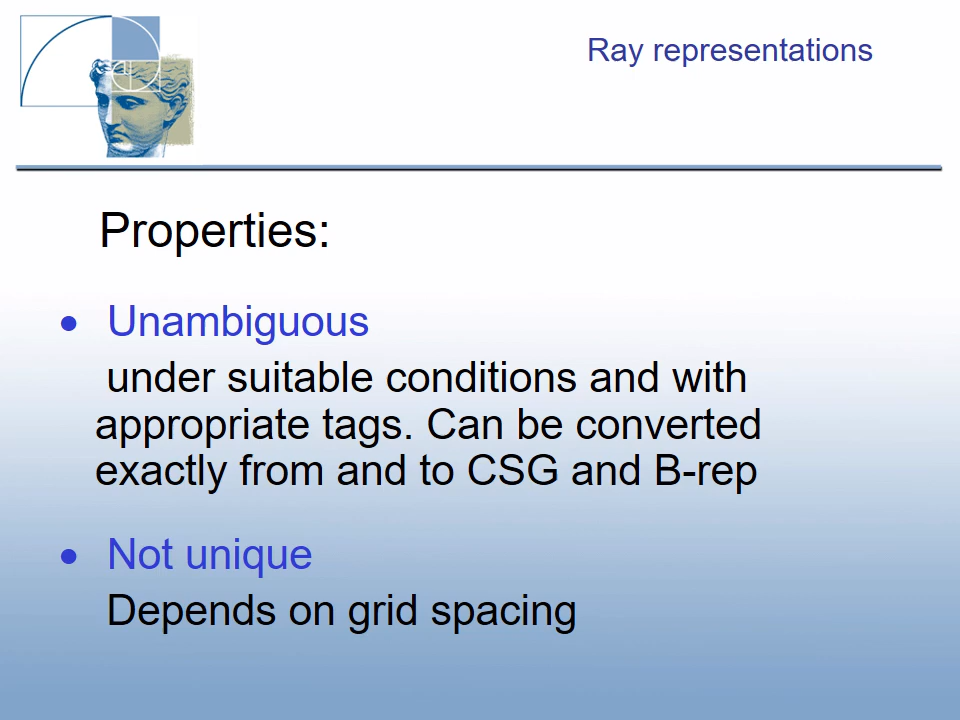 Ray representations
Properties:
• Unambiguous
under suitable conditions and with
appropriate tags. Can be converted
exactly from and to CSG and B-rep
• Not unique
Depends on grid spacing